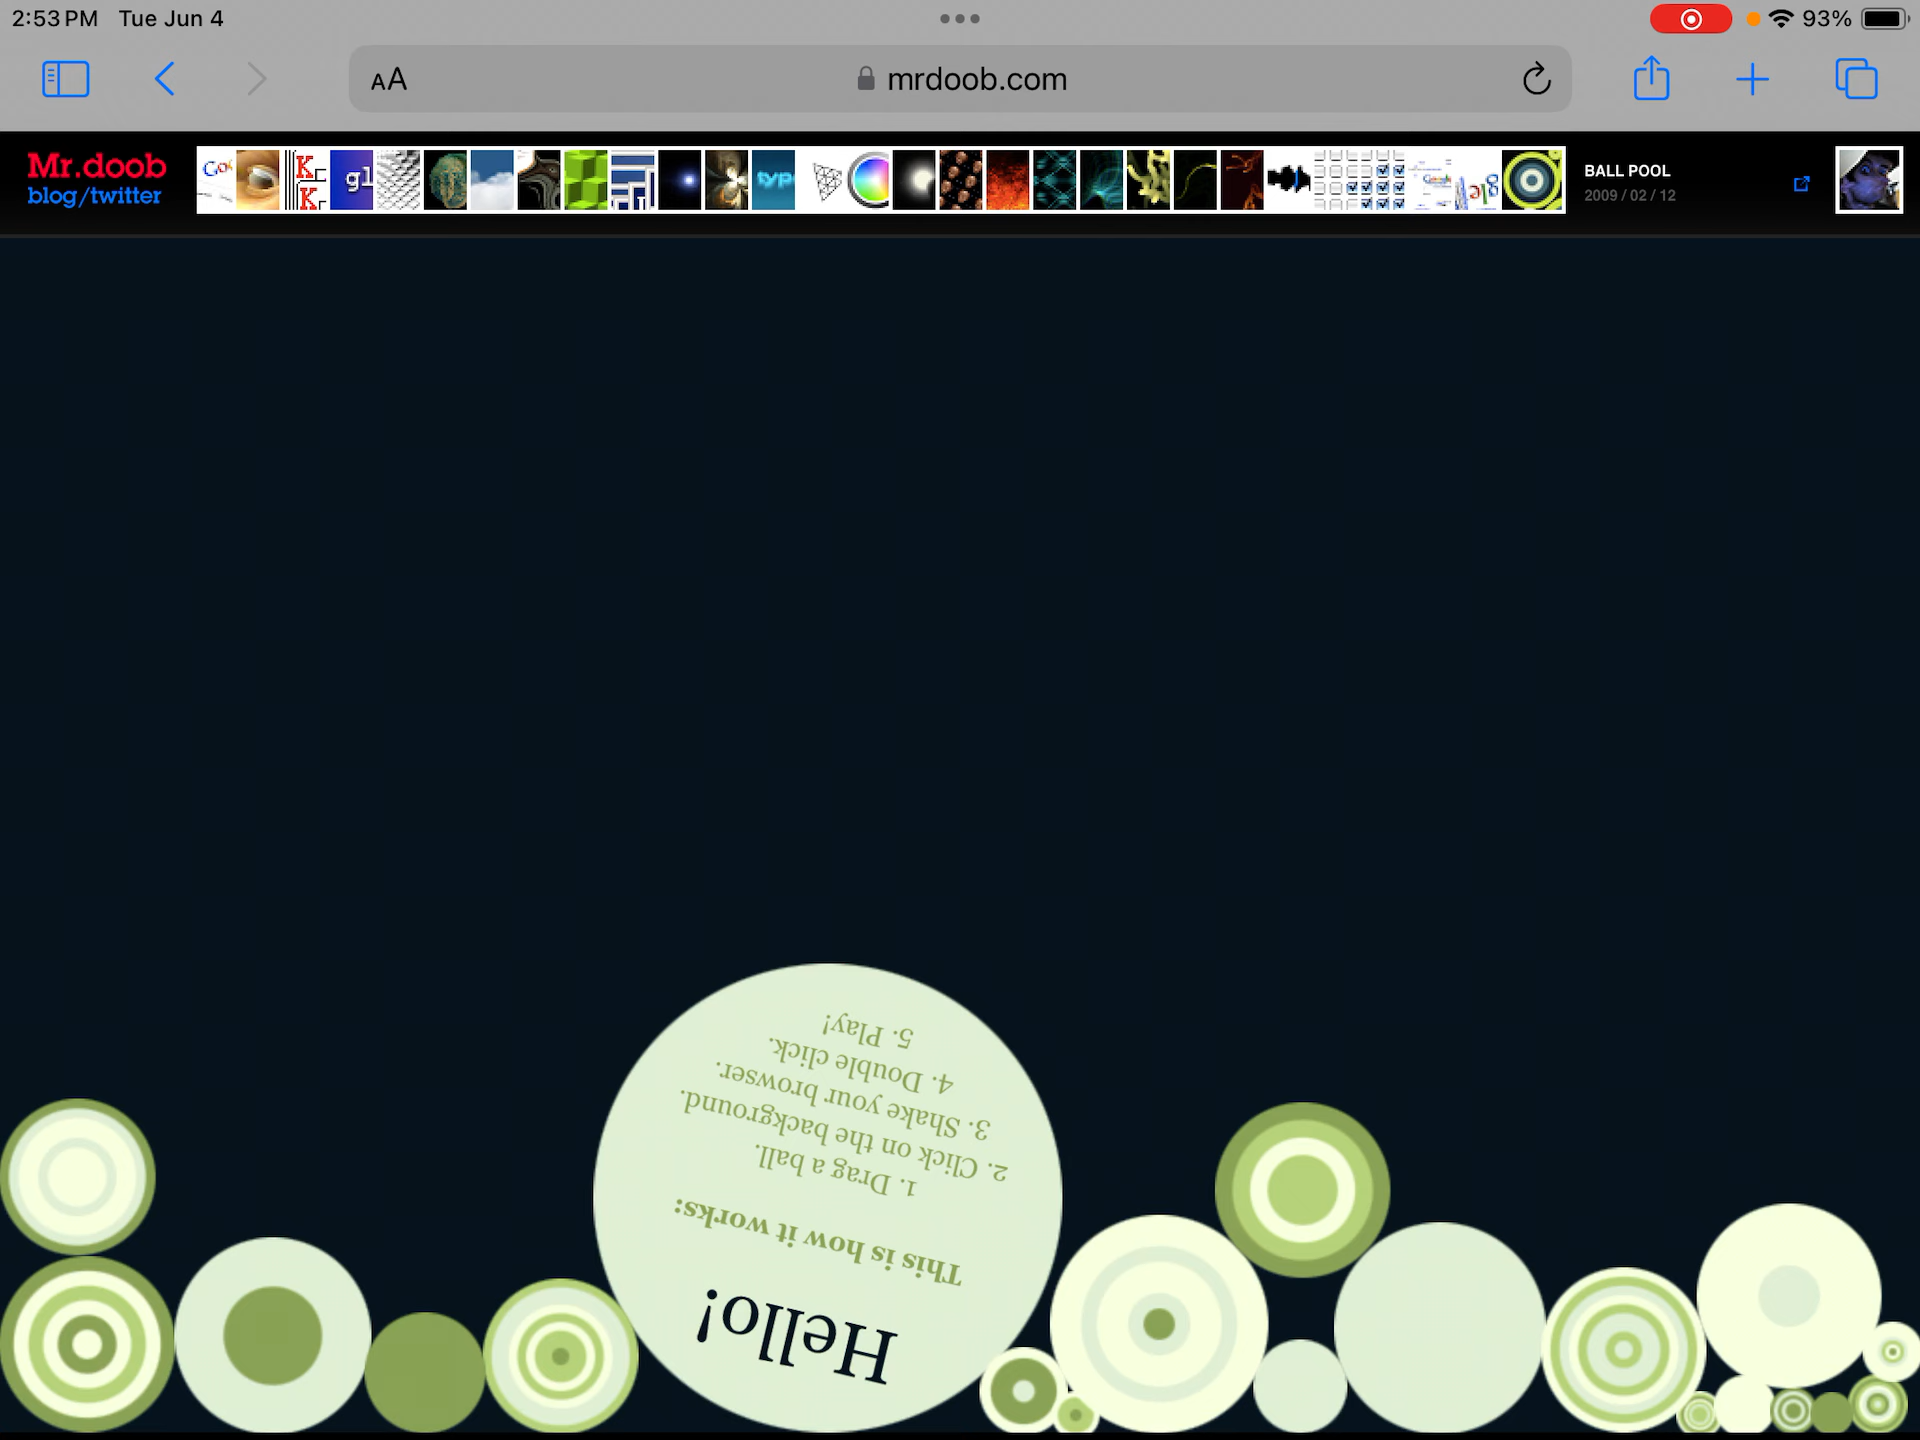 2:53 PM Tue Jun 4
93%
AA
mrdoob.com
Mr.doob
blog/twitter
BALL POOL
2009 / 02 / 12
gl
Hello!
This is how it works:
1. Drag a ball.
2. Click on the background.
3. Shake your browser.
4. Double click.
5. Play!